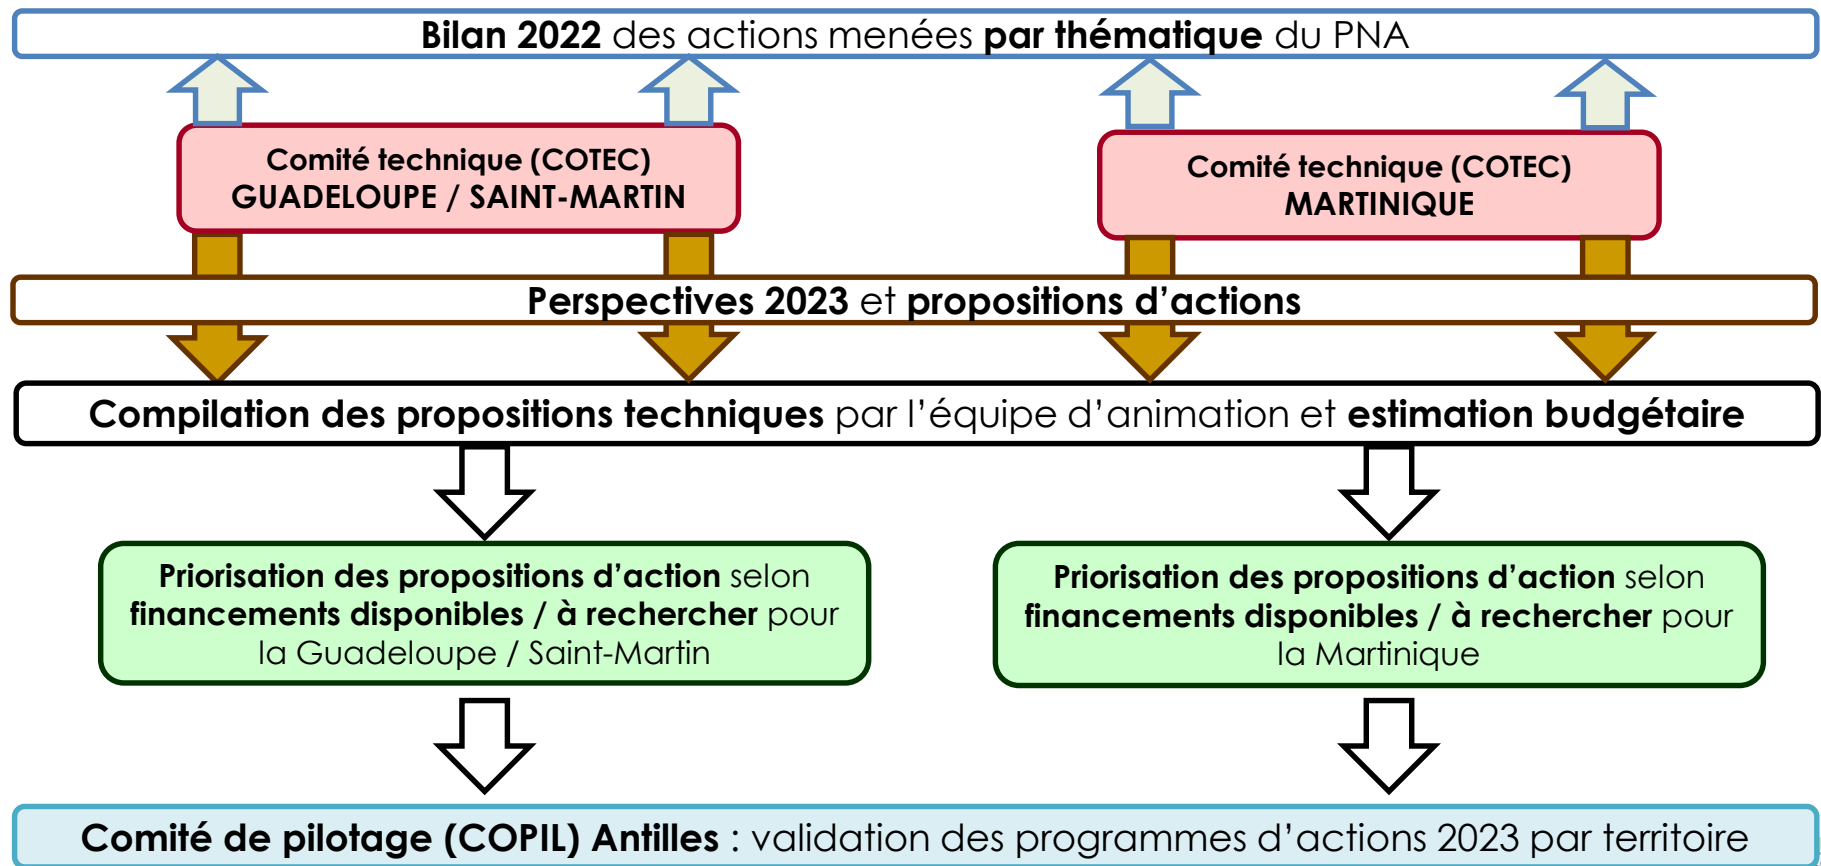 Bilan 2022 des actions menées par thématique du PNA
Comité technique (COTEC)
GUADELOUPE / SAINT-MARTIN
Comité technique (COTEC)
MARTINIQUE
Perspectives 2023 et propositions d’actions
Compilation des propositions techniques par l’équipe d’animation et estimation budgétaire
Priorisation des propositions d’action selon
financements disponibles / à rechercher pour
la Guadeloupe / Saint-Martin
Priorisation des propositions d’action selon
financements disponibles / à rechercher pour
la Martinique
Comité de pilotage (COPIL) Antilles : validation des programmes d’actions 2023 par territoire